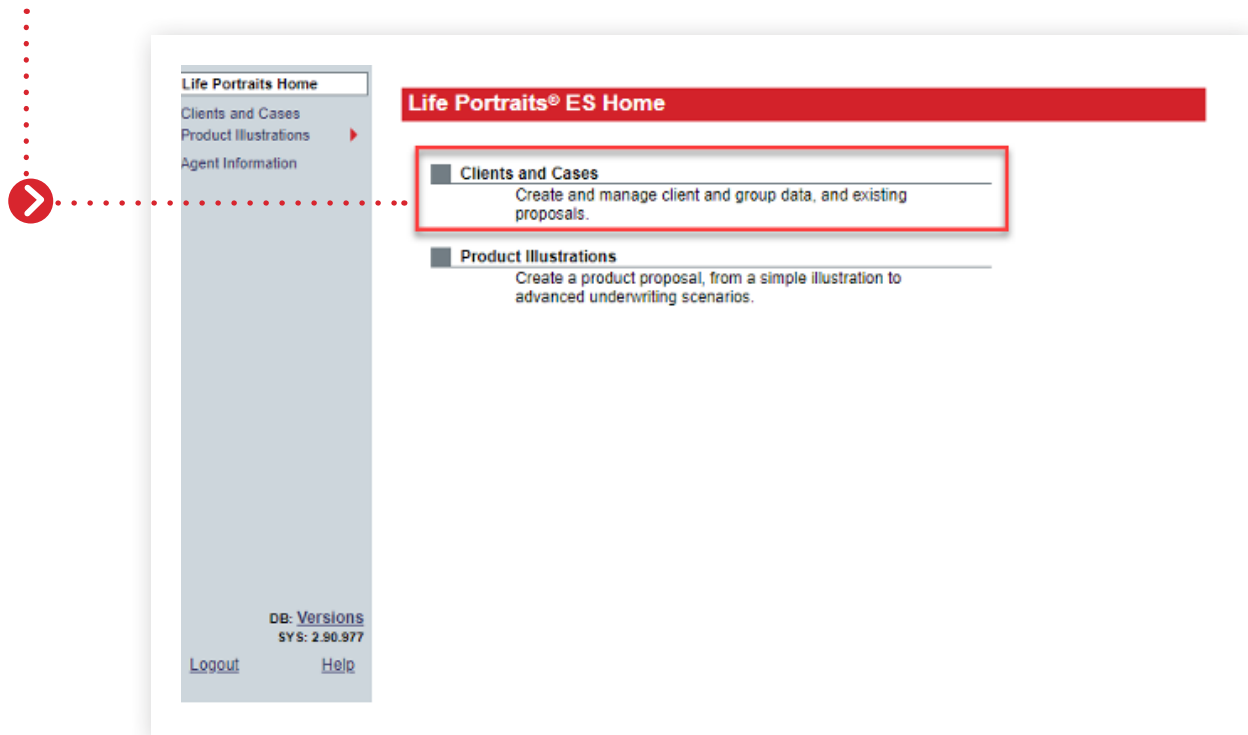 Life Portraits Home
Clients and Cases
Product Illustrations
Agent Information
DB: Versions
SYS: 2.90.977
Logout Help
Life Portraits® ES Home
Clients and Cases
Create and manage client and group data, and existing
proposals.
Product Illustrations
Create a product proposal, from a simple illustration to
advanced underwriting scenarios.